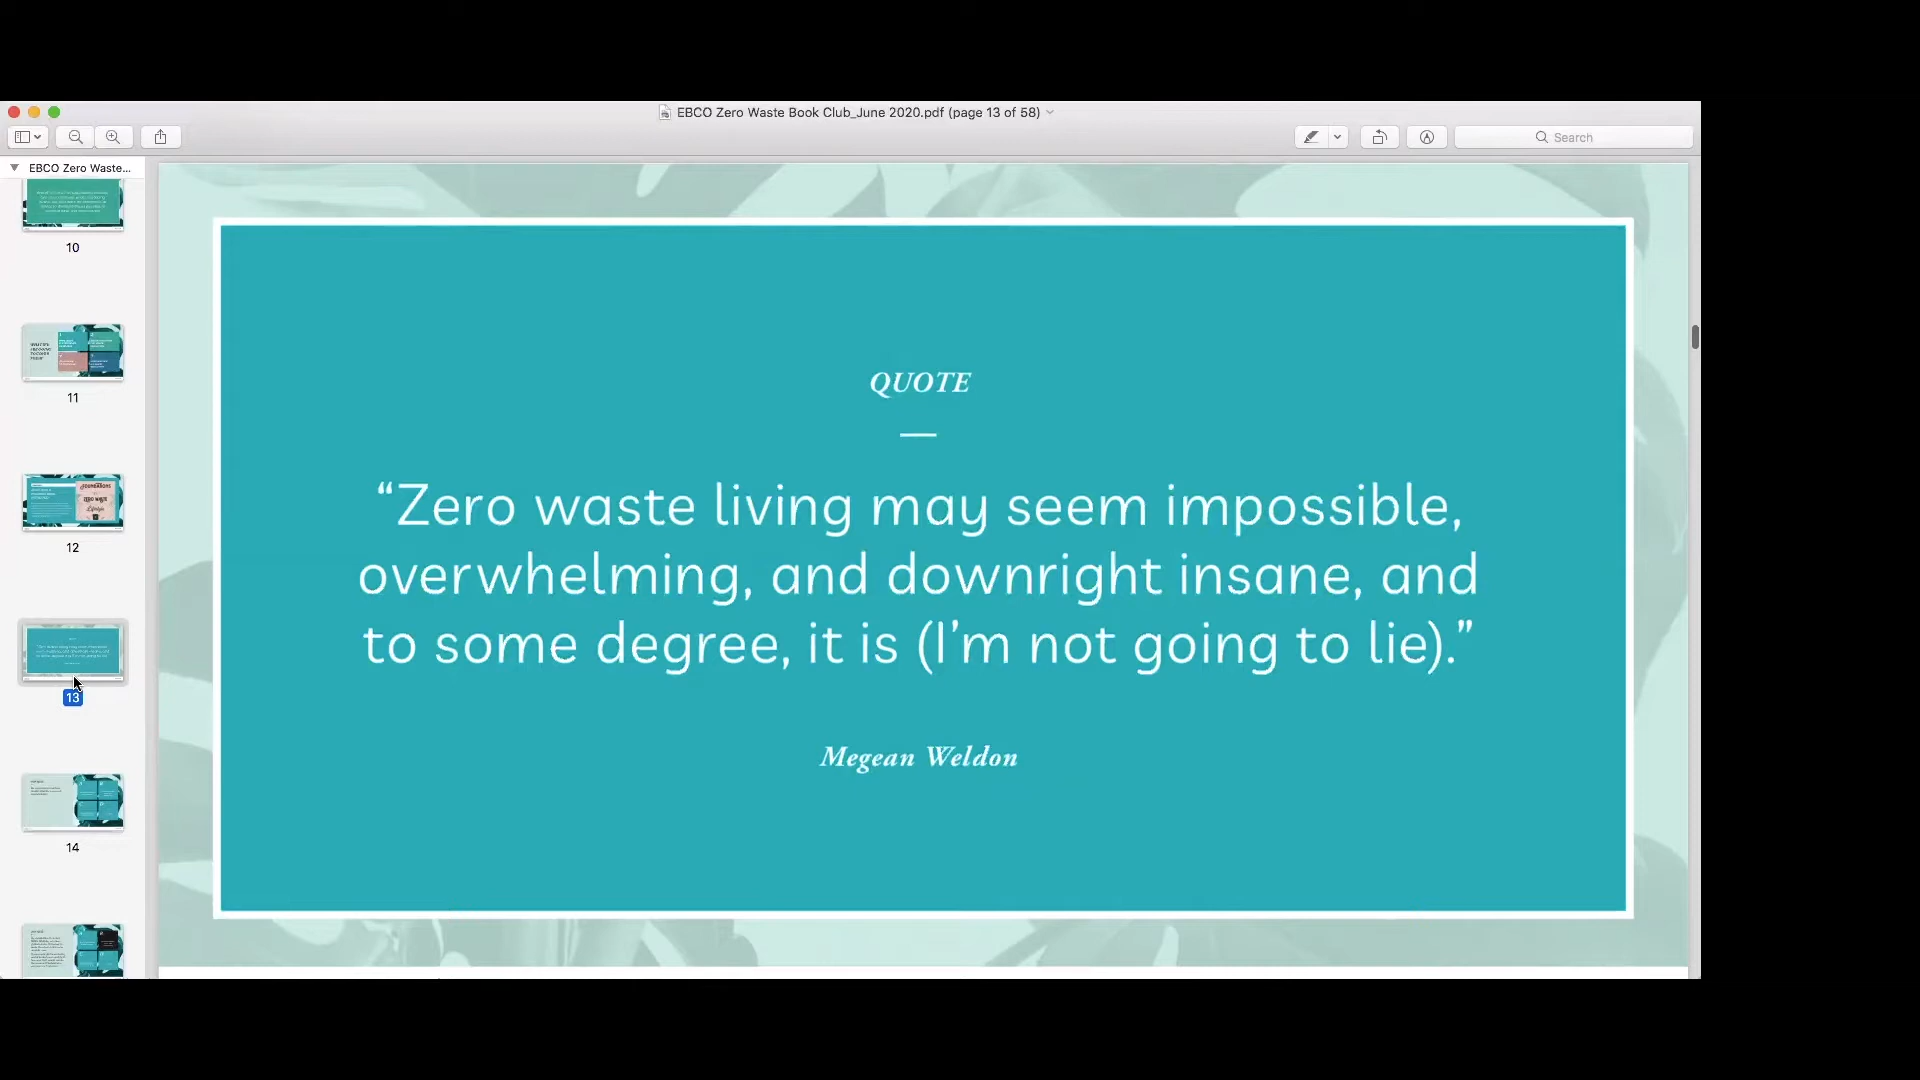 EBCO Zero Waste Book Club_June 2020.pdf (page 13 of 58)
Search
EBCO Zero Waste...
10
11
12
13
14
QUOTE
“Zero waste living may seem impossible,
overwhelming, and downright insane, and
to some degree, it is (I’m not going to lie).”
Megean Weldon